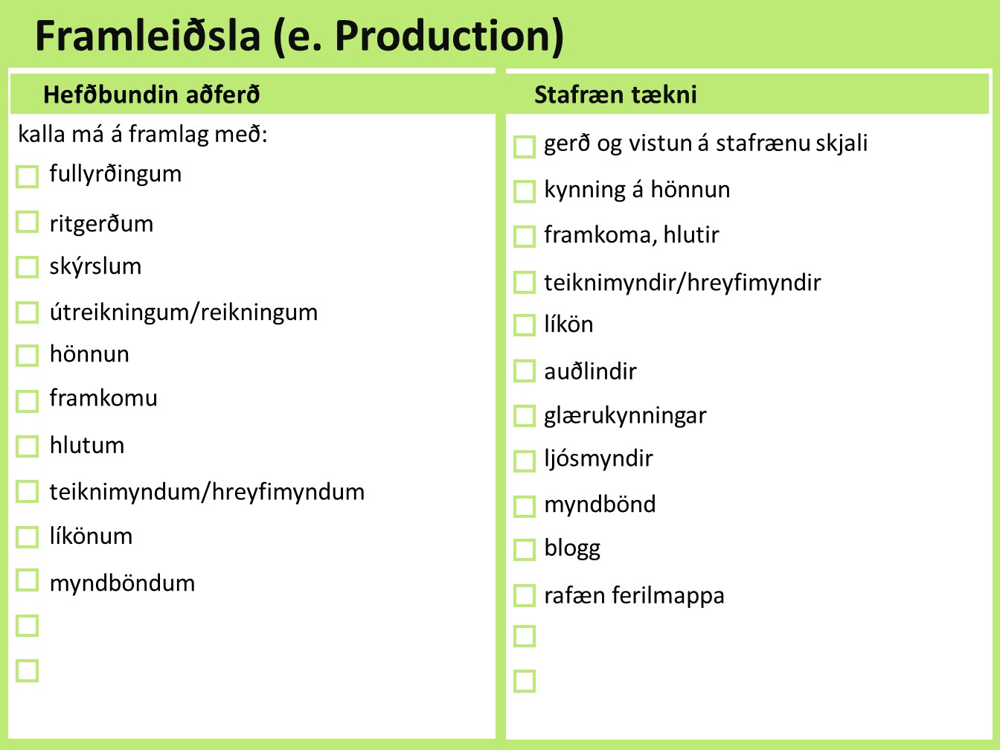 Framleiðsla (e. Production)
Hefðbundin aðferð
kalla má á framlag með:
fullyrðingum
ritgerðum
skýrslum
útreikningum/reikningum
hönnun
framkomu
hlutum
teiknimyndum/hreyfimyndum
líkönum
myndböndum
Stafræn tækni
gerð og vistun á stafrænu skjali
kynning á hönnun
framkoma, hlutir
teiknimyndir/hreyfimyndir
líkön
auðlindir
glærukynningar
ljósmyndir
myndbönd
blogg
rafæn ferilmappa